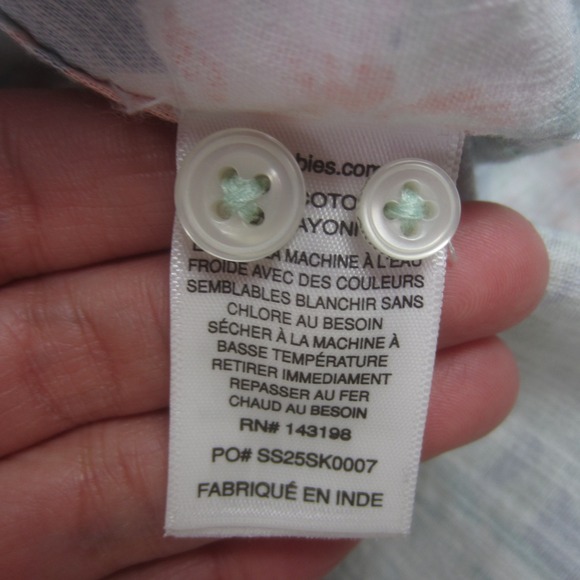 bies.com
COTO
AYON
LA MACHINE À L'EAU
FROIDE AVEC DES COULEURS
SEMBLABLES BLANCHIR SANS
CHLORE AU BESOIN
SÉCHER À LA MACHINE À
BASSE TEMPÉRATURE
RETIRER IMMEDIAMENT
REPASSER AU FER
CHAUD AU BESOIN
RN# 143198
PO# SS25SK0007
FABRIQUÉ EN INDE